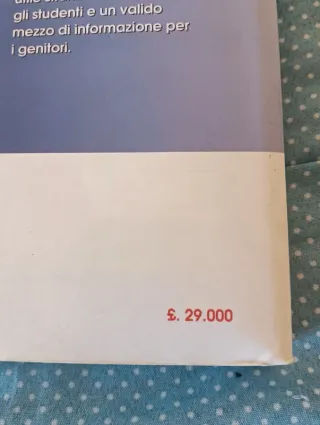 gli studenti e un valido
mezzo di informazione per
i genitori.
£. 29.000